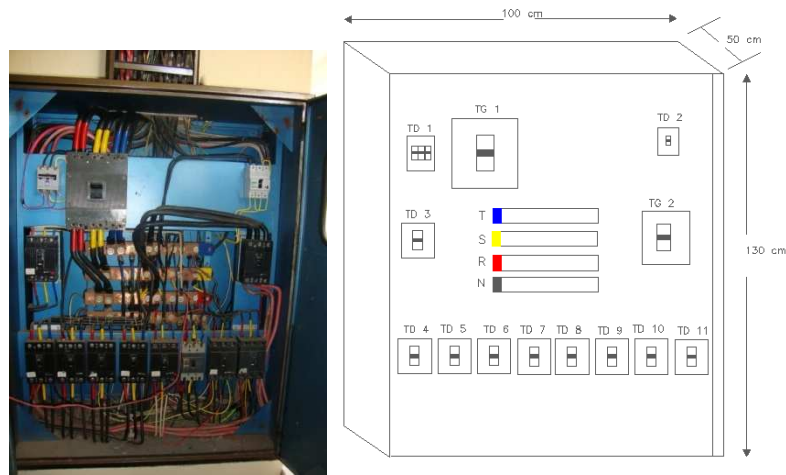 100 cm
50 cm
TG 1
TD 1
TD 2
TD 3
T
S
R
N
TG 2
130 cm
TD 4 TD 5 TD 6 TD 7 TD 8 TD 9 TD 10 TD 11